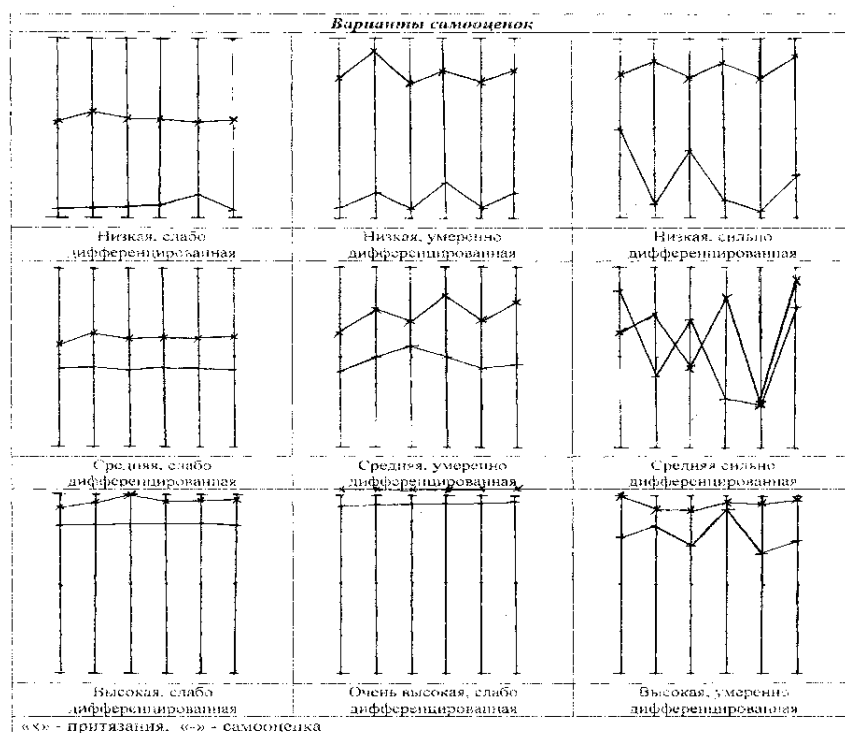 Варианты самооценок
Низкая, слабо
дифференцированная
Низкая, умеренно
дифференцированная
Низкая, сильно
дифференцированная
Средняя, слабо
дифференцированная
Средняя, умеренно
дифференцированная
Средняя сильно
дифференцированная
Высокая, слабо
дифференцированная
Очень высокая, слабо
дифференцированная
Высокая, умеренно
дифференцированная
«×» - притязания, «-» - самооценка